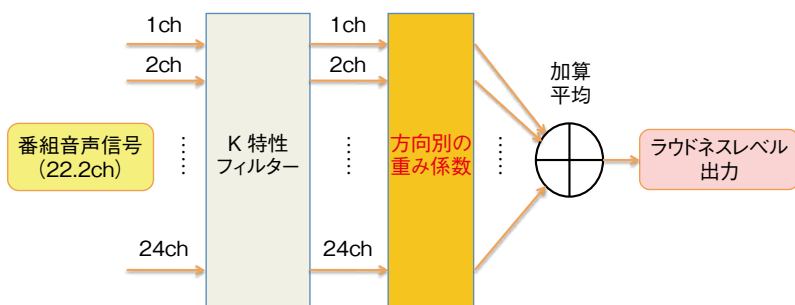 1ch
2ch
24ch
番組音声信号
(22.2ch)
K 特性
フィルター
1ch
2ch
24ch
方向別の
重み係数
加算
平均
ラウドネスレベル
出力